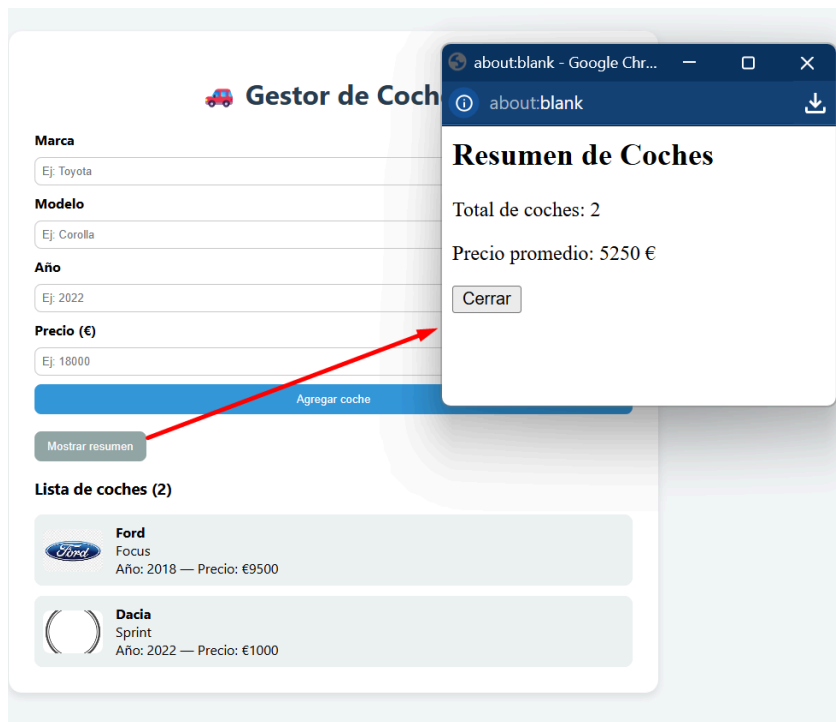 🚗 Gestor de Coch
Marca
Ej: Toyota
Modelo
Ej: Corolla
Año
Ej: 2022
Precio (€)
Ej: 18000
Agregar coche
Mostrar resumen
Lista de coches (2)
Ford
Ford
Focus
Año: 2018 — Precio: €9500
Dacia
Sprint
Año: 2022 — Precio: €1000
about:blank - Google Chr...
about:blank
Resumen de Coches
Total de coches: 2
Precio promedio: 5250 €
Cerrar